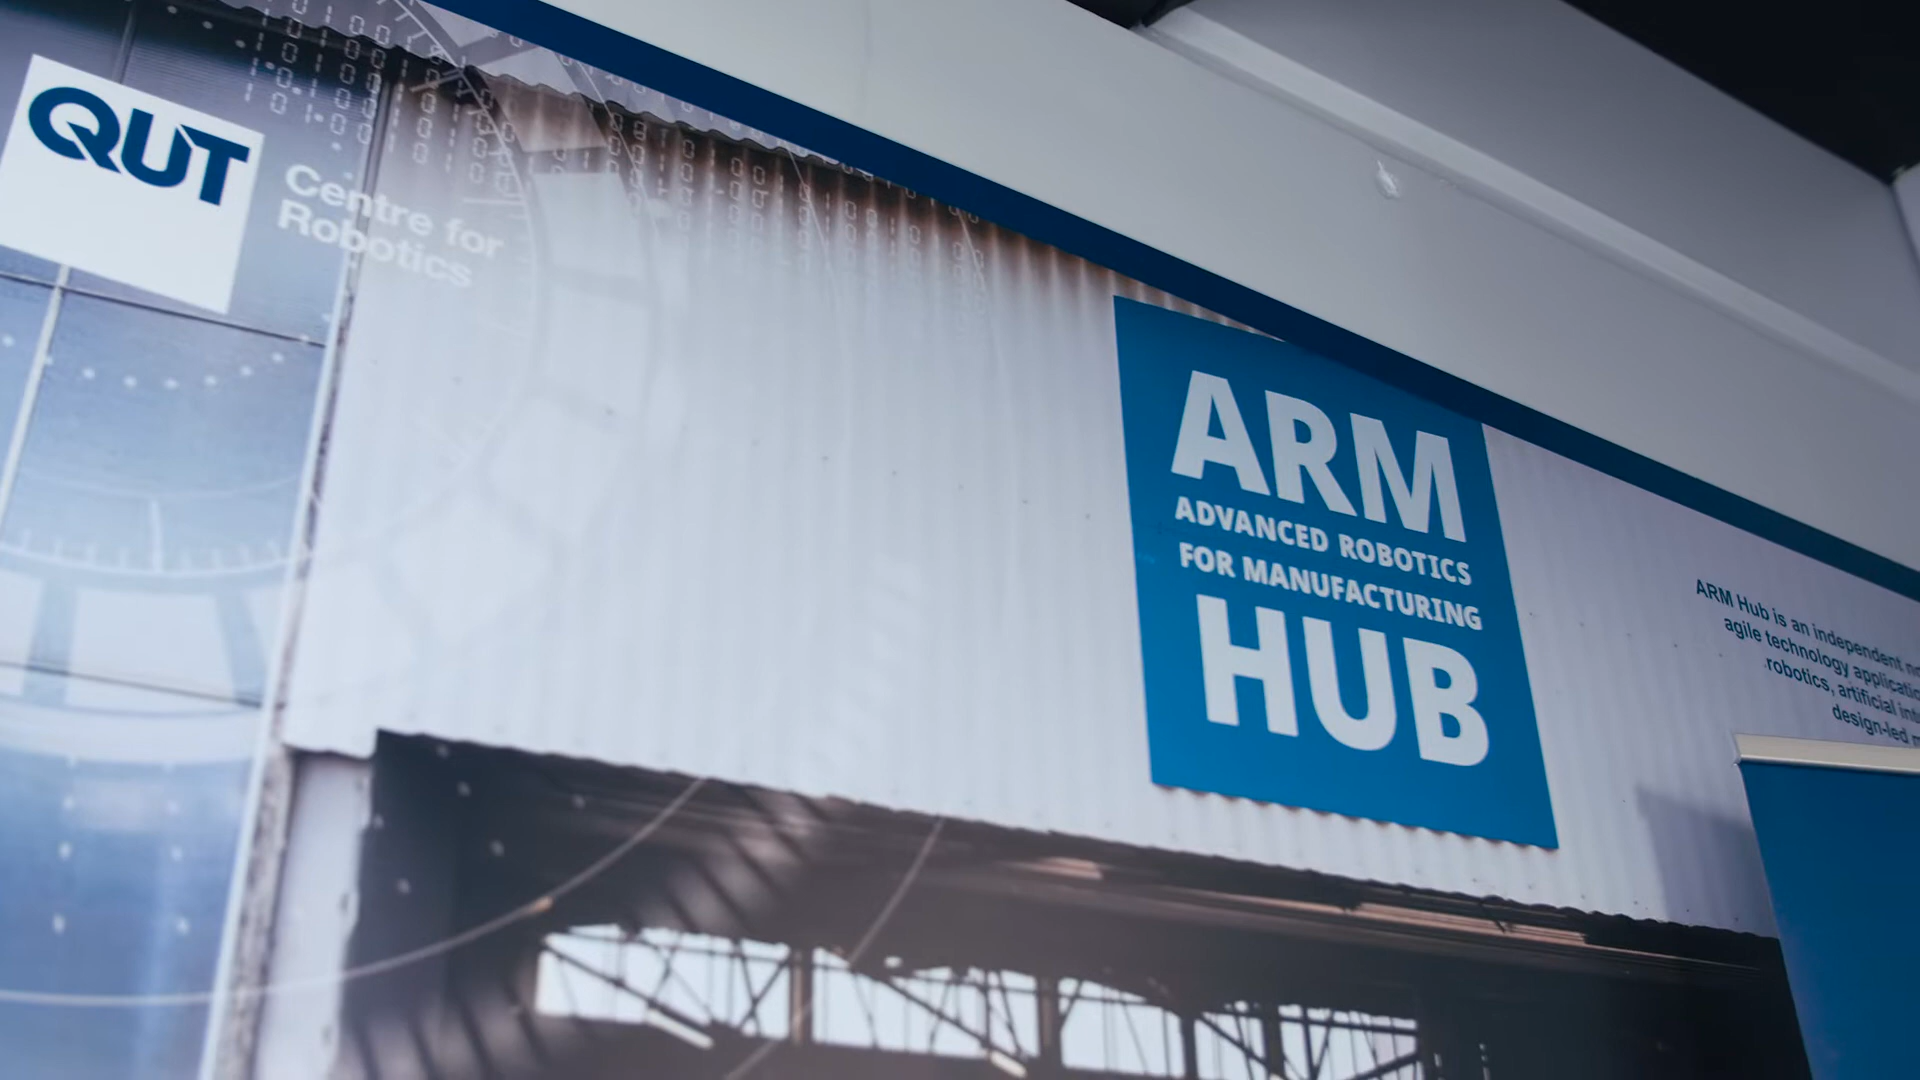 QUT
Centre for
Robotics
ARM
ADVANCED ROBOTICS
FOR MANUFACTURING
HUB
ARM Hub is an independent
agile technology
robotics, artificial
design-led